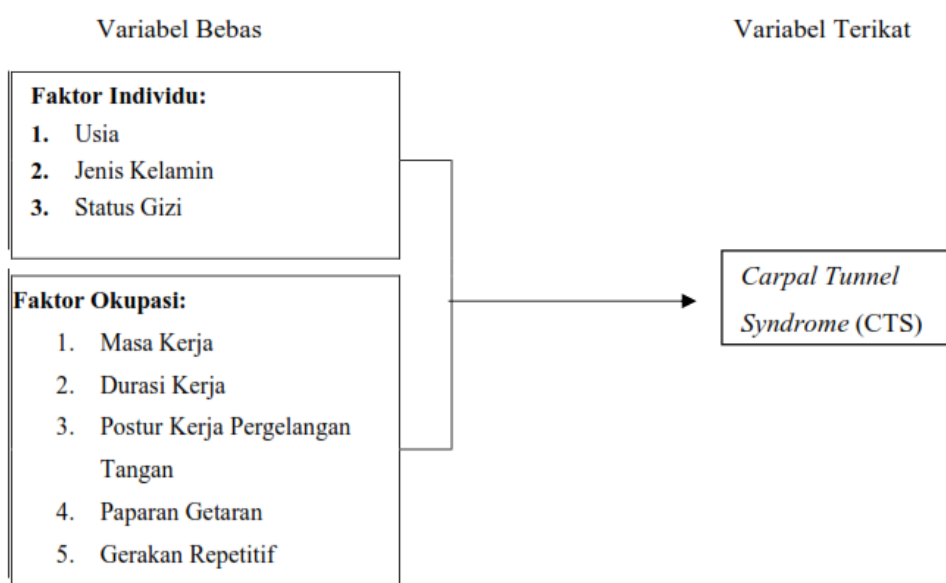 Variabel Bebas
Variabel Terikat
Faktor Individu:
1. Usia
2. Jenis Kelamin
3. Status Gizi
Faktor Okupasi:
1. Masa Kerja
2. Durasi Kerja
3. Postur Kerja Pergelangan
Tangan
4. Paparan Getaran
5. Gerakan Repetitif
Carpal Tunnel
Syndrome (CTS)